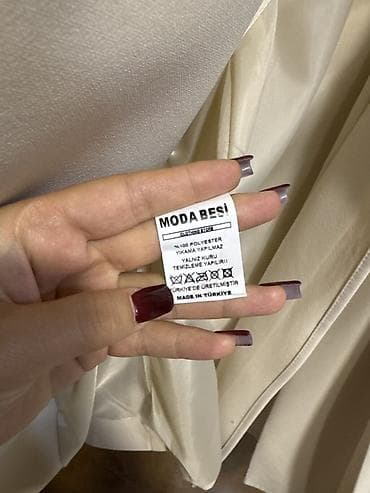 MODA BESİ
%100 POLYESTER
YIKAMA YAPILMAZ
YALNIZ KURU
TEMİZLEME YAPILIR!!
TÜRKİYE'DE ÜRETİLMİŞTİR
MADE IN TÜRKİYE